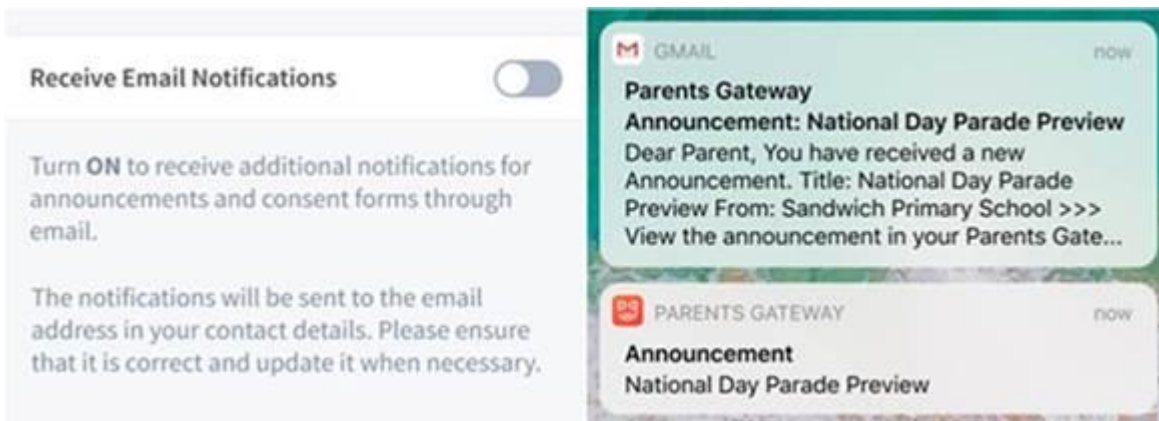 Receive Email Notifications
Turn ON to receive additional notifications for
announcements and consent forms through
email.
The notifications will be sent to the email
address in your contact details. Please ensure
that it is correct and update it when necessary.
GMAIL now
Parents Gateway
Announcement: National Day Parade Preview
Dear Parent, You have received a new
Announcement. Title: National Day Parade
Preview From: Sandwich Primary School >>>
View the announcement in your Parents Gate...
PARENTS GATEWAY now
Announcement
National Day Parade Preview